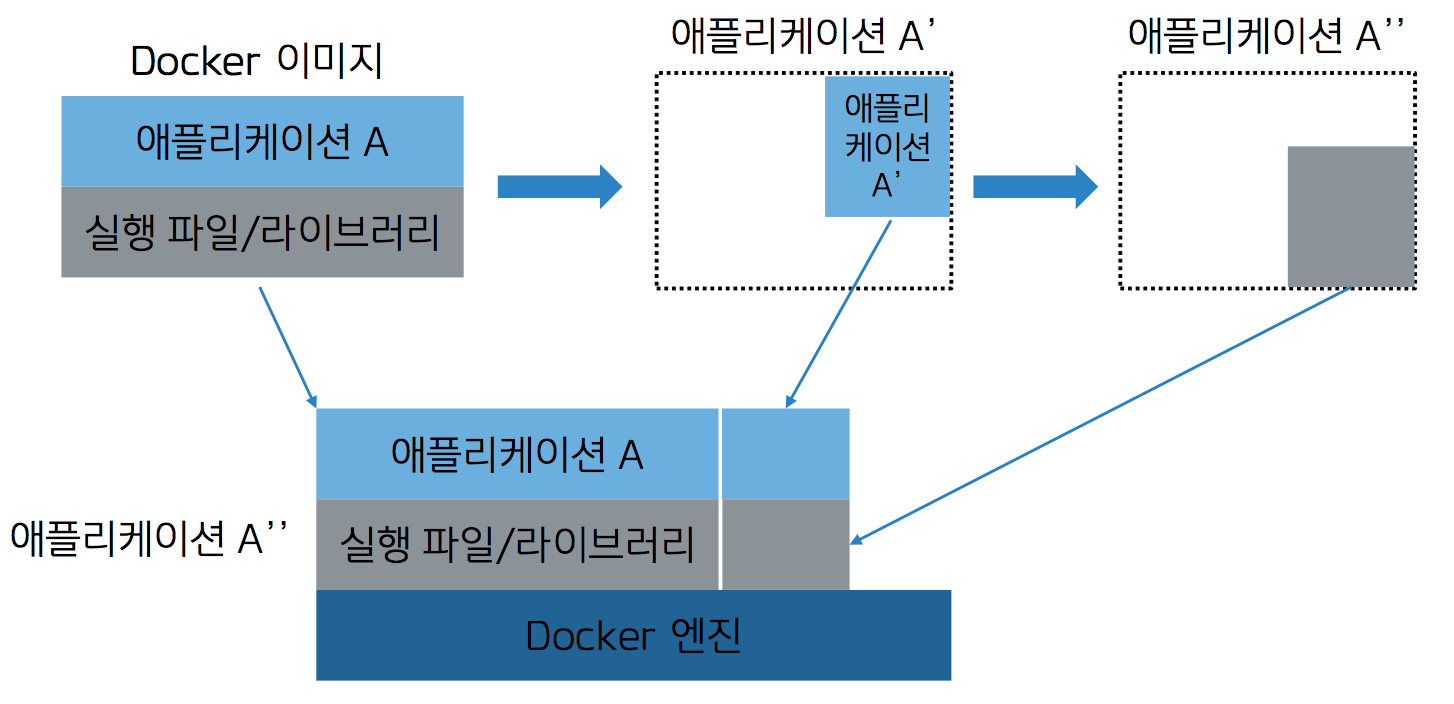 Docker 이미지
애플리케이션 A
실행 파일/라이브러리
애플리케이션 A’
애플리
케이션
A’
애플리케이션 A’’
애플리케이션 A’’
애플리케이션 A
실행 파일/라이브러리
Docker 엔진